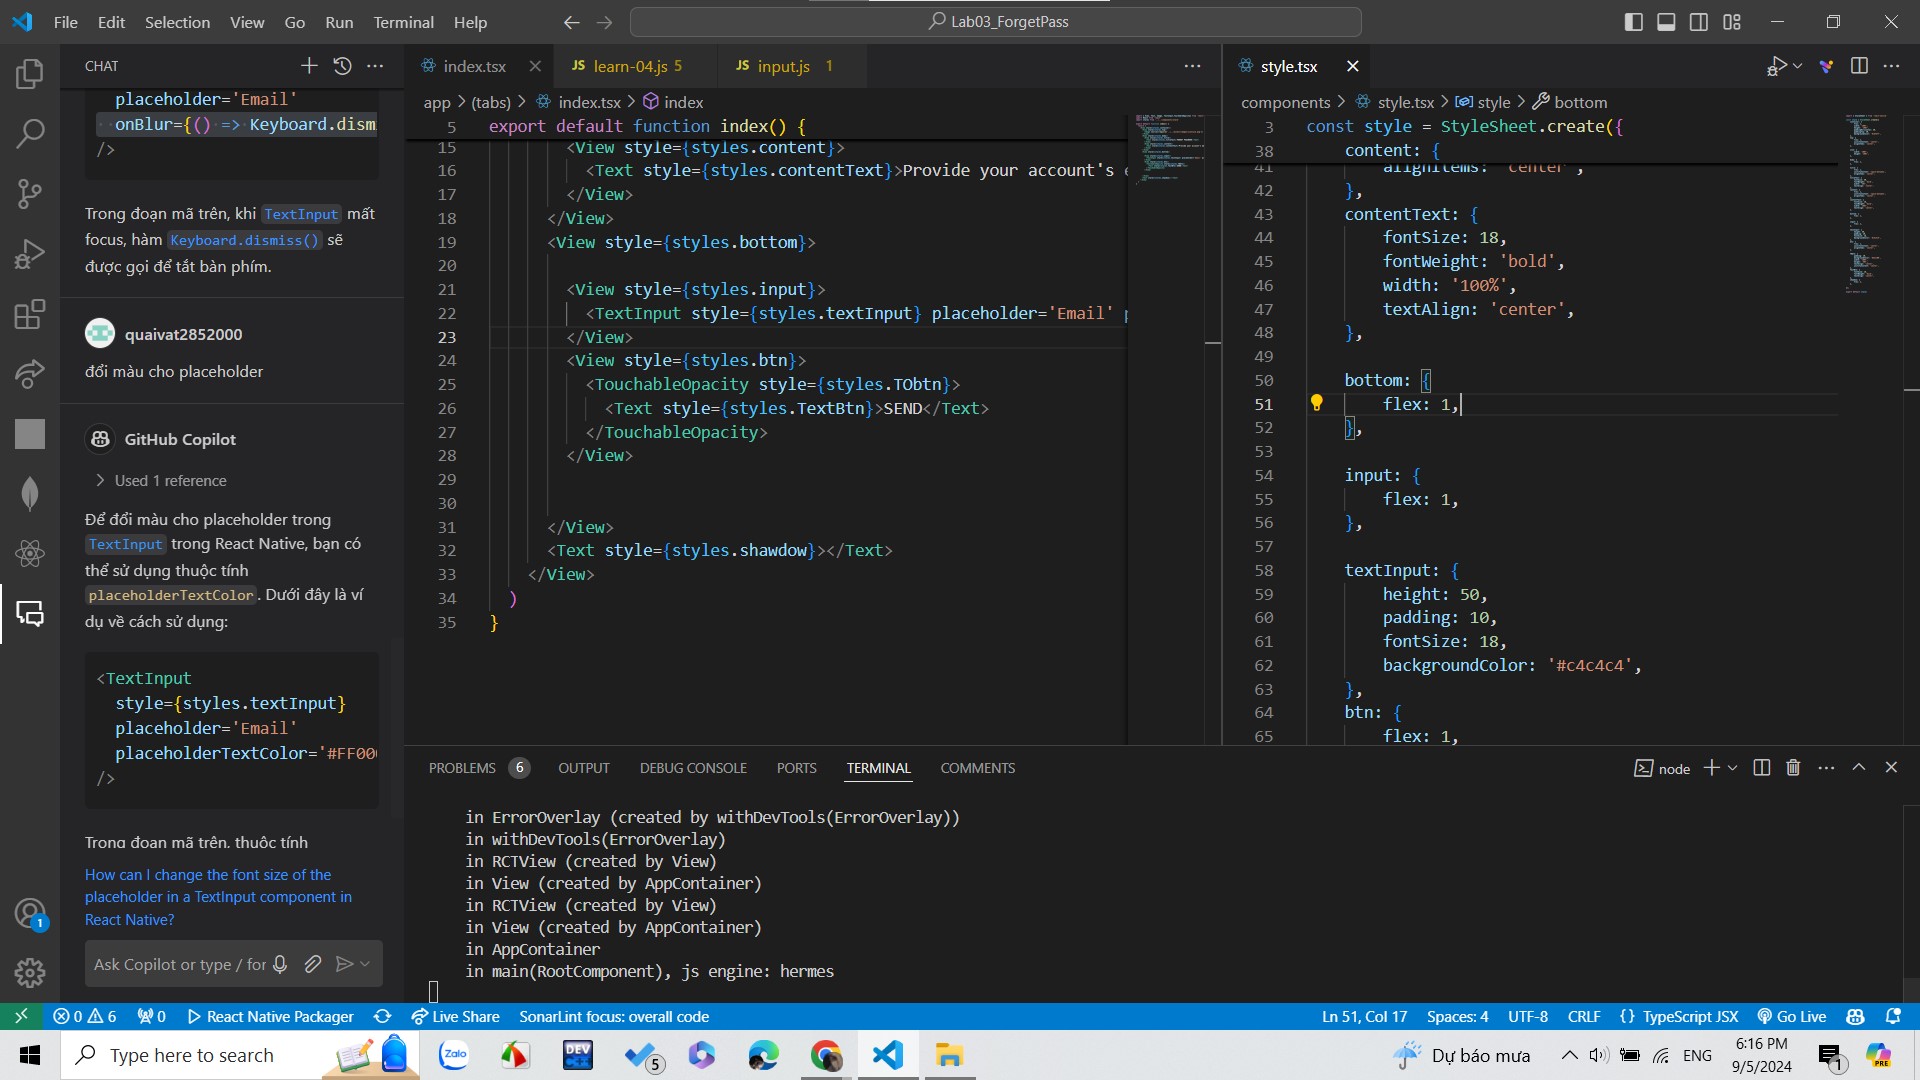 File Edit Selection View Go Run Terminal Help
Lab03_ForgetPass
CHAT
placeholder='Email'
onBlur={() => Keyboard.dism
/>
Trong đoạn mã trên, khi TextInput mất
focus, hàm Keyboard.dismiss() sẽ
được gọi để tắt bàn phím.
quaivat2852000
đổi màu cho placeholder
GitHub Copilot
Used 1 reference
Để đổi màu cho placeholder trong
TextInput trong React Native, bạn có
thể sử dụng thuộc tính
placeholderTextColor. Dưới đây là ví
dụ về cách sử dụng:
<TextInput
style={styles.textInput}
placeholder='Email'
placeholderTextColor='#FF00
/>
Trong đoạn mã trên, thuộc tính
How can I change the font size of the
placeholder in a TextInput component in
React Native?
Ask Copilot or type / for
index.tsx
JS learn-04.js 5
JS input.js 1
app > (tabs) > index.tsx > index
5 export default function index() {
15 <View style={styles.content}>
16 <Text style={styles.contentText}>Provide your account's e
17 </View>
18 </View>
19 <View style={styles.bottom}>
20
21 <View style={styles.input}>
22 <TextInput style={styles.textInput} placeholder='Email' p
23 </View>
24 <View style={styles.btn}>
25 <TouchableOpacity style={styles.TObtn}>
26 <Text style={styles.TextBtn}>SEND</Text>
27 </TouchableOpacity>
28 </View>
29
30
31 </View>
32 <Text style={styles.shawdow}></Text>
33 </View>
34 )
35 }
style.tsx
components > style.tsx > style > bottom
3 const style = StyleSheet.create({
38 content: {
41 alignItems: 'center',
42 },
43 contentText: {
44 fontSize: 18,
45 fontWeight: 'bold',
46 width: '100%',
47 textAlign: 'center',
48 },
49
50 bottom: {
51 flex: 1,
52 },
53
54 input: {
55 flex: 1,
56 },
57
58 textInput: {
59 height: 50,
60 padding: 10,
61 fontSize: 18,
62 backgroundColor: '#c4c4c4',
63 },
64 btn: {
65 flex: 1,
PROBLEMS 6 OUTPUT DEBUG CONSOLE PORTS TERMINAL COMMENTS
node
in ErrorOverlay (created by withDevTools(ErrorOverlay))
in withDevTools(ErrorOverlay)
in RCTView (created by View)
in View (created by AppContainer)
in RCTView (created by View)
in View (created by AppContainer)
in AppContainer
in main(RootComponent), js engine: hermes
1
0 6 0 React Native Packager Live Share SonarLint focus: overall code
Ln 51, Col 17 Spaces: 4 UTF-8 CRLF {} TypeScript JSX Go Live
Type here to search
Zalo
DEV
5
Dự báo mưa
ENG
6:16 PM
9/5/2024
1
PRE